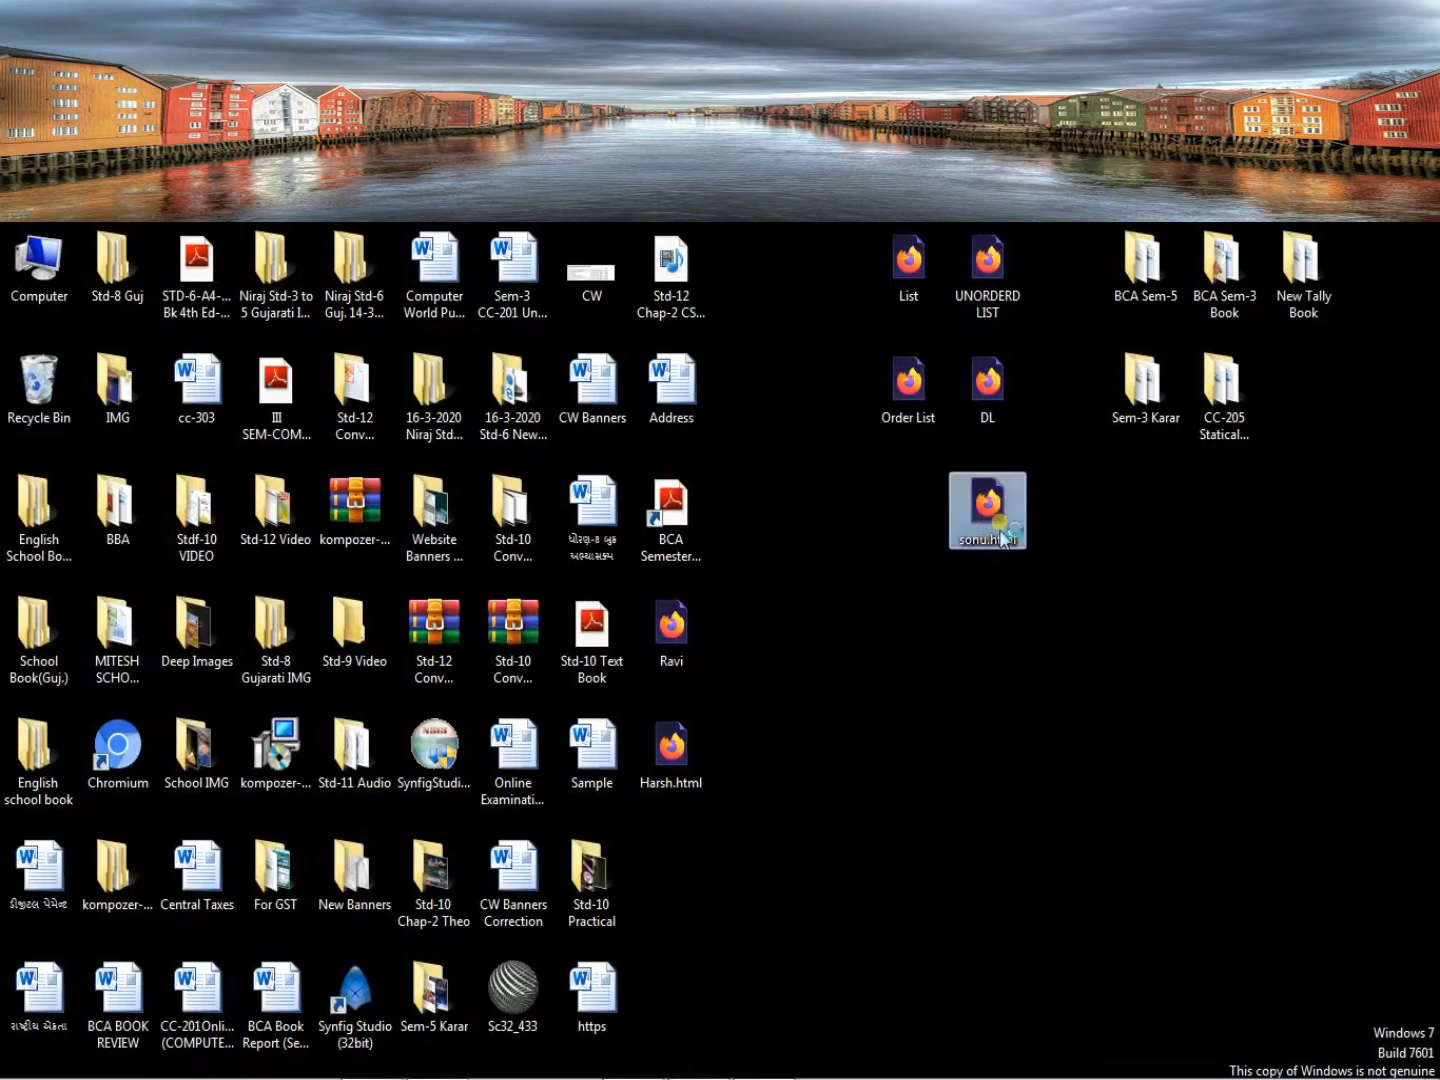 Computer
Std-8 Guj
STD-6-A4-...
Bk 4th Ed-...
Niraj Std-3 to
5 Gujarati I...
Niraj Std-6
Guj. 14-3...
Computer
World Pu...
Sem-3
CC-201 Un...
CW
Std-12
Chap-2 CS...
List
UNORDERD
LIST
BCA Sem-5
BCA Sem-3
Book
New Tally
Book
Recycle Bin
IMG
cc-303
III
SEM-COM...
Std-12
Conv...
16-3-2020
Niraj Std...
16-3-2020
Std-6 New...
CW Banners
Address
Order List
DL
Sem-3 Karar
CC-205
Statical...
English
School Bo...
BBA
Stdf-10
VIDEO
Std-12 Video
kompozer-...
Website
Banners ...
Std-10
Conv...
ધોરણ-8 બુક
અભ્યાસક્રમ
BCA
Semester...
School
Book(Guj.)
MITESH
SCHO...
Deep Images
Std-8
Gujarati IMG
Std-9 Video
Std-12
Conv...
Std-10
Conv...
Std-10 Text
Book
Ravi
English
school book
Chromium
School IMG
kompozer-...
Std-11 Audio
SynfigStudi...
Online
Examinati...
Sample
Harsh.html
ડીજીટલ પેમેન્ટ
kompozer-...
Central Taxes
For GST
New Banners
Std-10
Chap-2 Theo
CW Banners
Correction
Std-10
Practical
રાષ્ટ્રીય એકતા
BCA BOOK
REVIEW
CC-201Onli...
(COMPUTE...
BCA Book
Report (Se...
Synfig Studio
(32bit)
Sem-5 Karar
Sc32_433
https
Windows 7
Build 7601
This copy of Windows is not genuine